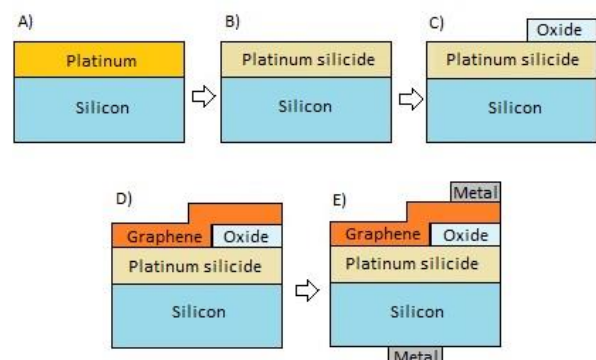 A)
Platinum
Silicon
B)
Platinum silicide
Silicon
C)
Oxide
Platinum silicide
Silicon
D)
Graphene
Oxide
Platinum silicide
Silicon
E)
Metal
Graphene
Oxide
Platinum silicide
Silicon
Metal